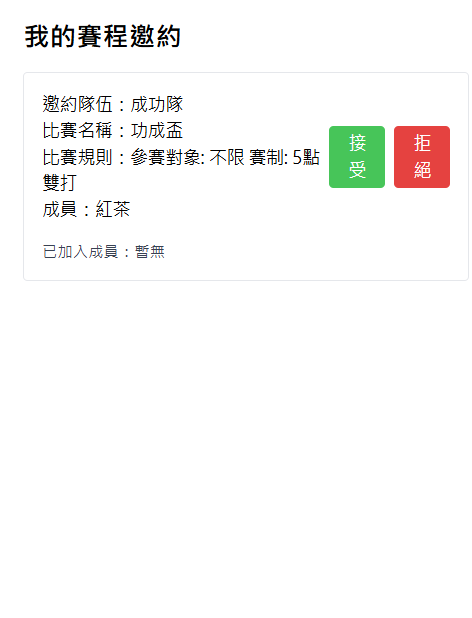 我的賽程邀約
邀約隊伍：成功隊
比賽名稱：功成盃
比賽規則：參賽對象: 不限 賽制: 5點
雙打
成員：紅茶
已加入成員：暫無
接
受
拒
絕